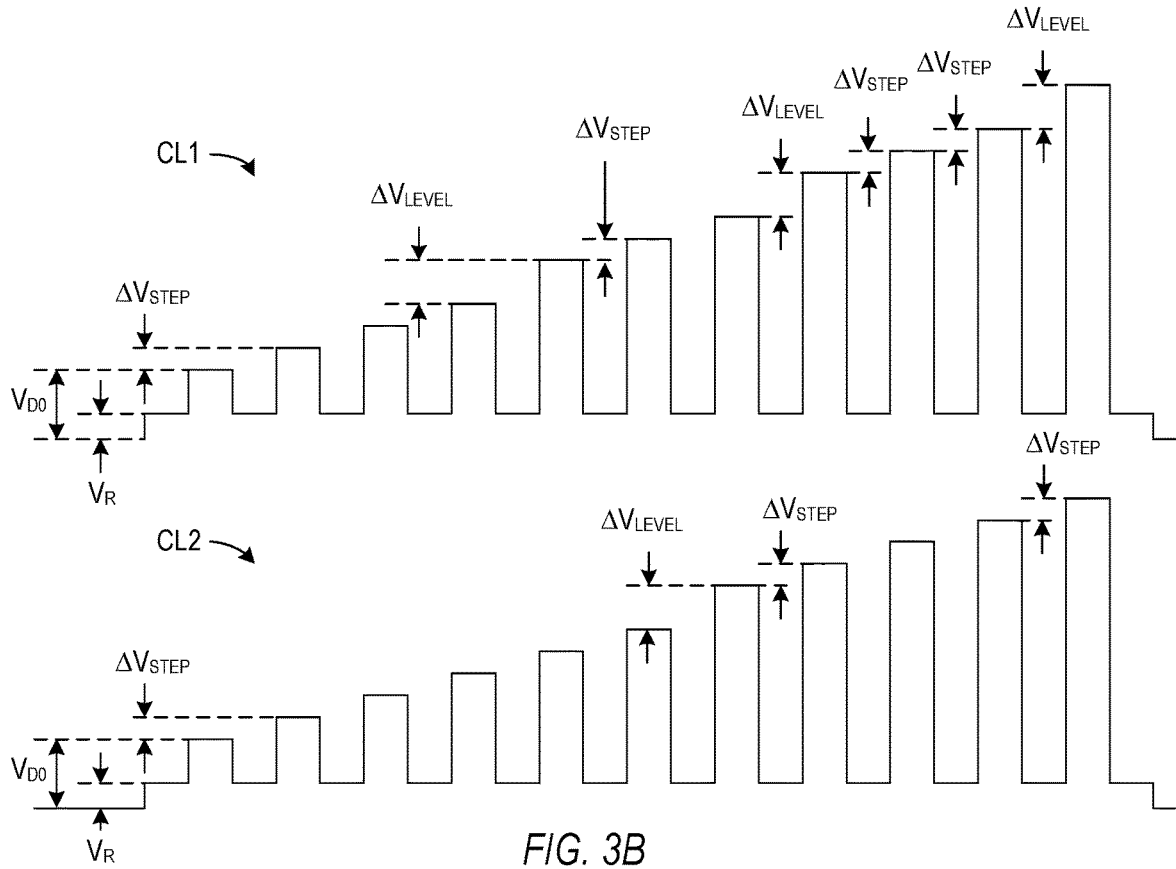 ΔV_LEVEL
ΔV_STEP
ΔV_STEP
ΔV_LEVEL
ΔV_STEP
CL1
ΔV_LEVEL
ΔV_STEP
V_D0
V_R
ΔV_STEP
ΔV_LEVEL
ΔV_STEP
CL2
ΔV_STEP
V_D0
V_R
FIG. 3B